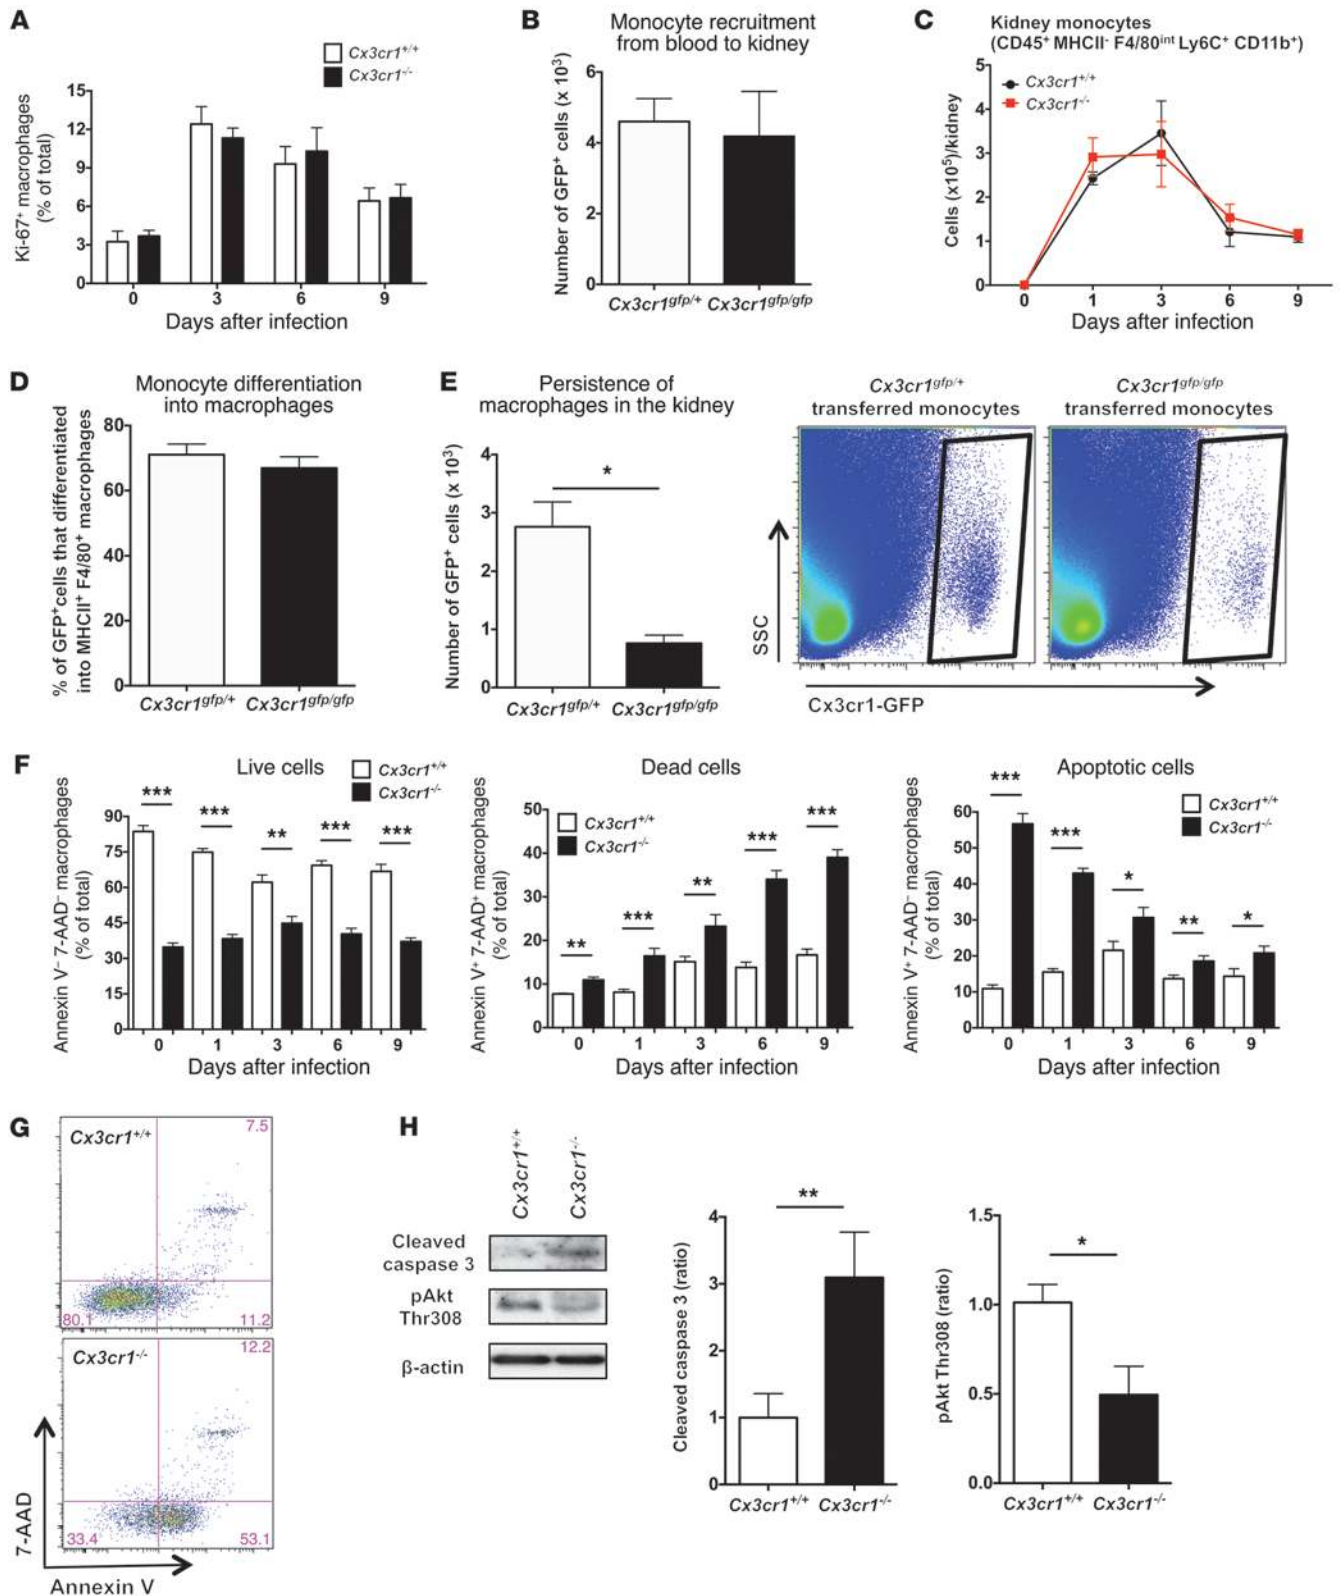 A
Cx3cr1+/+
Cx3cr1-/-
Ki-67+ macrophages
(% of total)
15
12
9
6
3
0
0 3 6 9
Days after infection
B
Monocyte recruitment
from blood to kidney
Number of GFP+ cells (x 10³)
6
4
2
0
Cx3cr1gfp/+ Cx3cr1gfp/gfp
C
Kidney monocytes
(CD45+ MHCII- F4/80int Ly6C+ CD11b+)
Cx3cr1+/+
Cx3cr1-/-
Cells (x10⁵)/kidney
5
4
3
2
1
0
0 1 3 6 9
Days after infection
D
Monocyte differentiation
into macrophages
% of GFP+cells that differentiated
into MHCII+ F4/80+ macrophages
80
60
40
20
0
Cx3cr1gfp/+ Cx3cr1gfp/gfp
E
Persistence of
macrophages in the kidney
Number of GFP+ cells (x 10³)
4
3
2
1
0
*
Cx3cr1gfp/+ Cx3cr1gfp/gfp
Cx3cr1gfp/+
transferred monocytes
Cx3cr1gfp/gfp
transferred monocytes
SSC
Cx3cr1-GFP
F
Live cells
Cx3cr1+/+
Cx3cr1-/-
Annexin V– 7-AAD– macrophages
(% of total)
90
75
60
45
30
15
0
*** *** ** *** ***
0 1 3 6 9
Days after infection
Dead cells
Cx3cr1+/+
Cx3cr1-/-
Annexin V+ 7-AAD+ macrophages
(% of total)
50
40
30
20
10
0
** *** ** *** ***
0 1 3 6 9
Days after infection
Apoptotic cells
Cx3cr1+/+
Cx3cr1-/-
Annexin V+ 7-AAD– macrophages
(% of total)
60
50
40
30
20
10
0
*** *** * ** *
0 1 3 6 9
Days after infection
G
Cx3cr1+/+
7.5
80.1
11.2
Cx3cr1-/-
12.2
33.4
53.1
7-AAD
Annexin V
H
Cx3cr1+/+
Cx3cr1-/-
Cleaved
caspase 3
pAkt
Thr308
β-actin
Cleaved caspase 3 (ratio)
4
3
2
1
0
**
Cx3cr1+/+ Cx3cr1-/-
pAkt Thr308 (ratio)
1.5
1.0
0.5
0.0
*
Cx3cr1+/+ Cx3cr1-/-